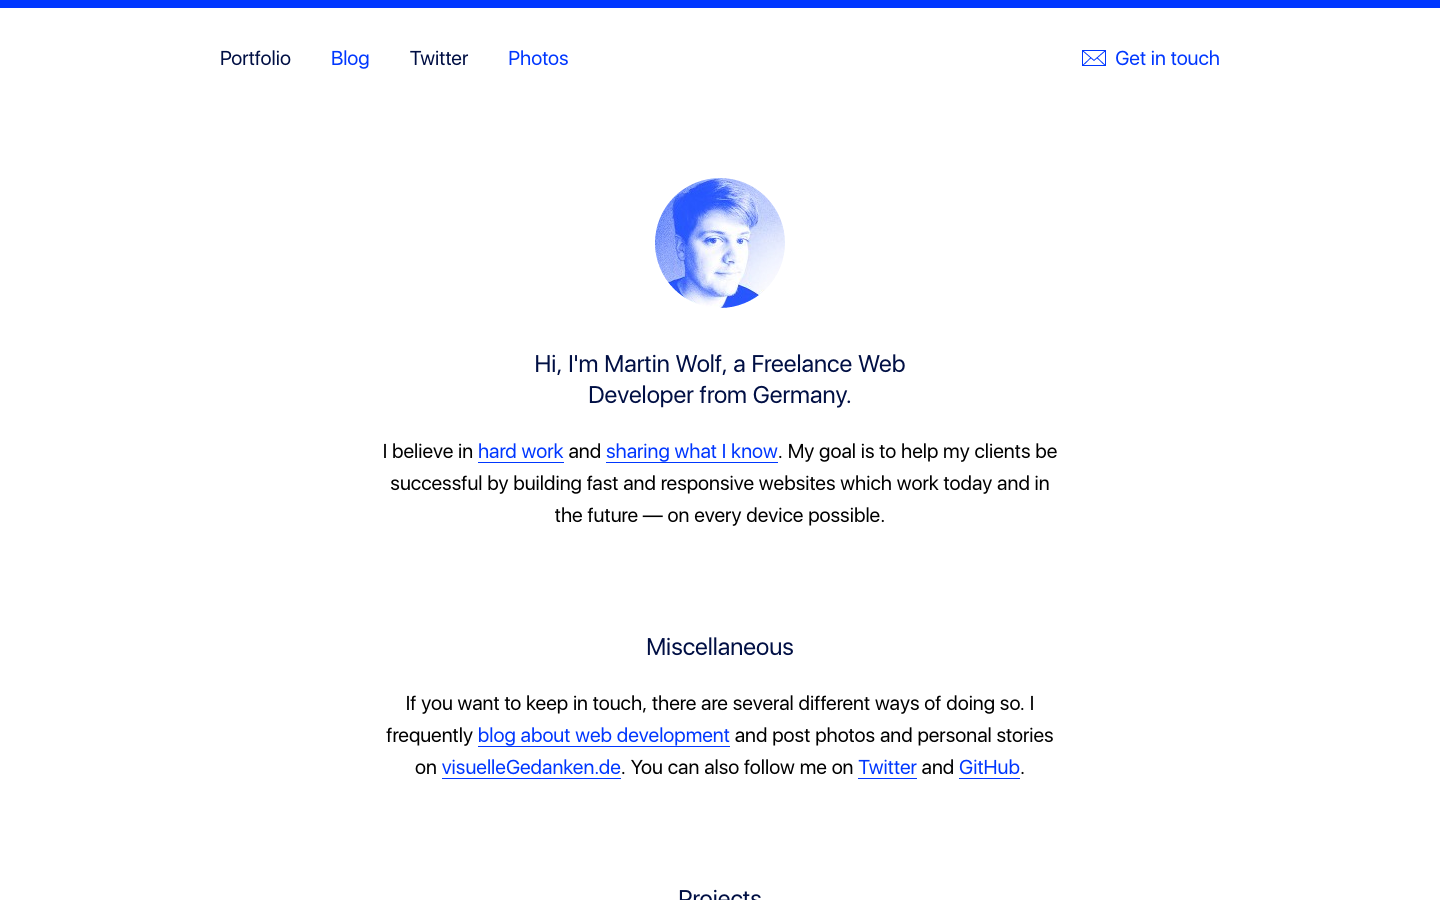 Portfolio Blog Twitter Photos Get in touch
Hi, I'm Martin Wolf, a Freelance Web
Developer from Germany.
I believe in hard work and sharing what I know. My goal is to help my clients be
successful by building fast and responsive websites which work today and in
the future — on every device possible.
Miscellaneous
If you want to keep in touch, there are several different ways of doing so. I
frequently blog about web development and post photos and personal stories
on visuelleGedanken.de. You can also follow me on Twitter and GitHub.
Projects